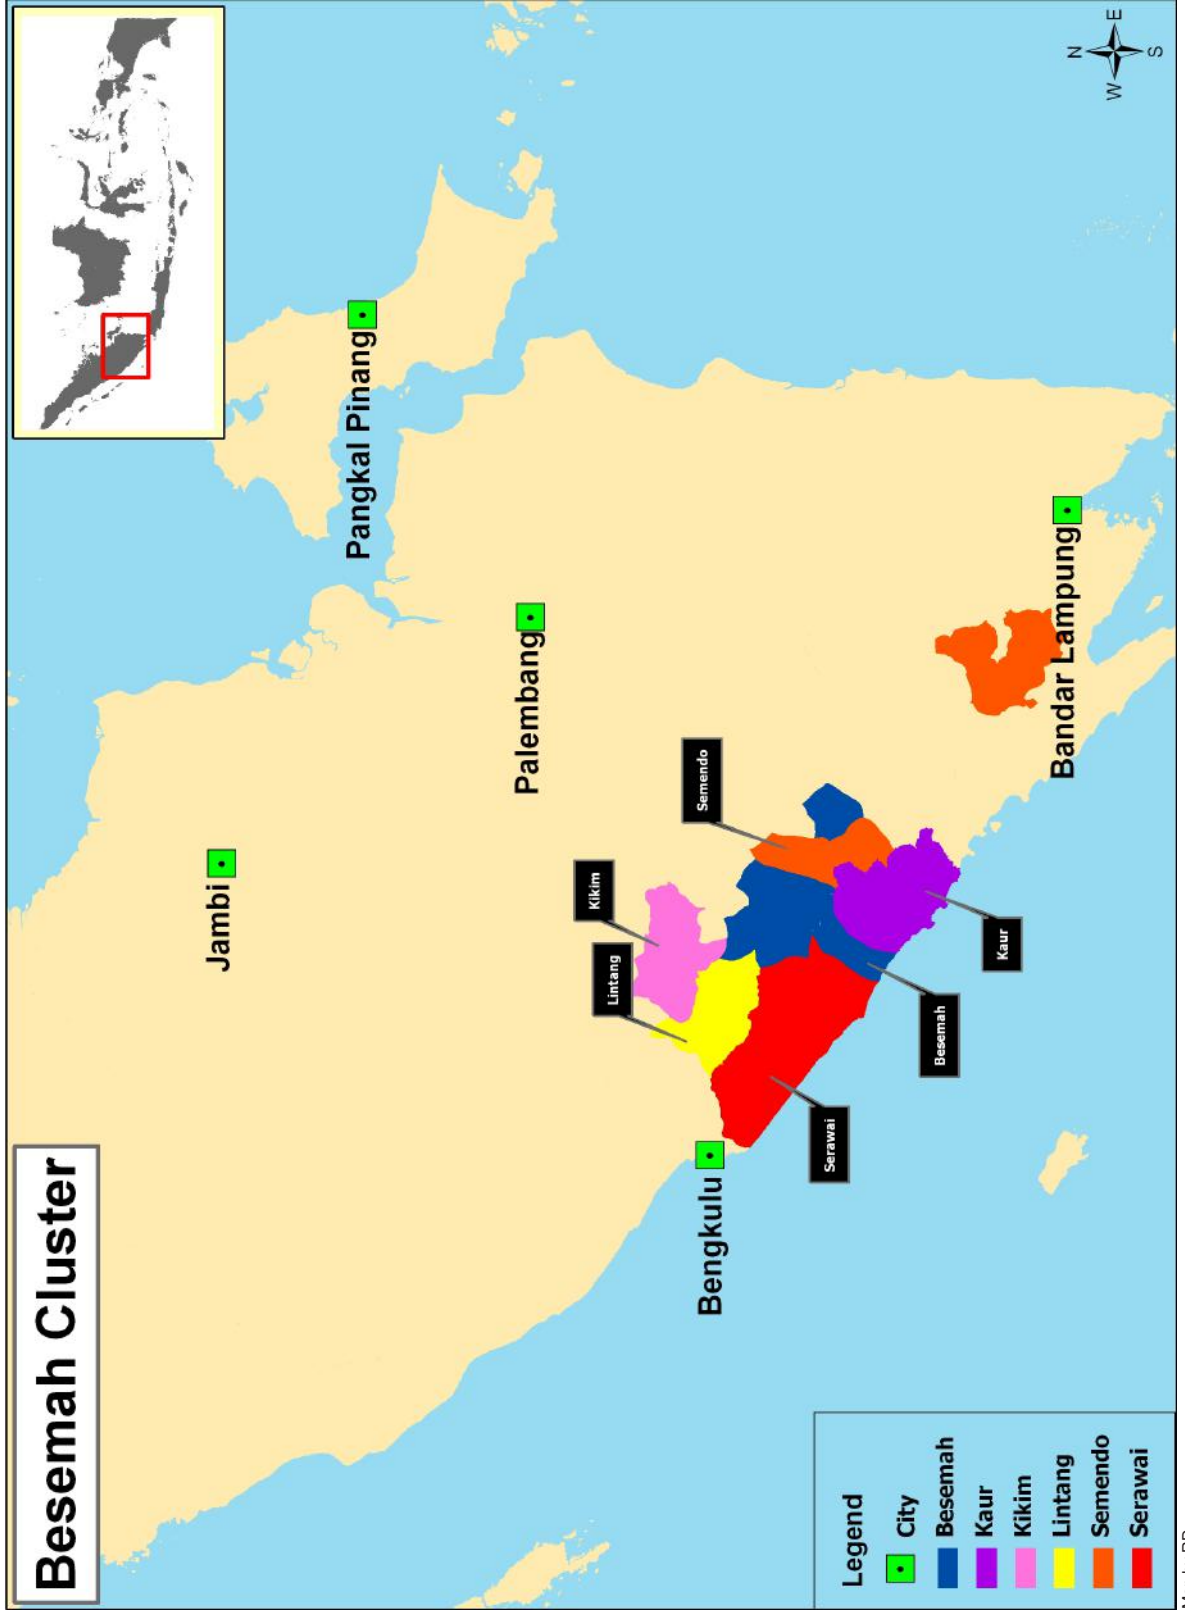 Besemah Cluster
N
W
E
S
Jambi
Pangkal Pinang
Palembang
Kikim
Lintang
Semendo
Bengkulu
Serawai
Besemah
Kaur
Bandar Lampung
Legend
City
Besemah
Kaur
Kikim
Lintang
Semendo
Serawai